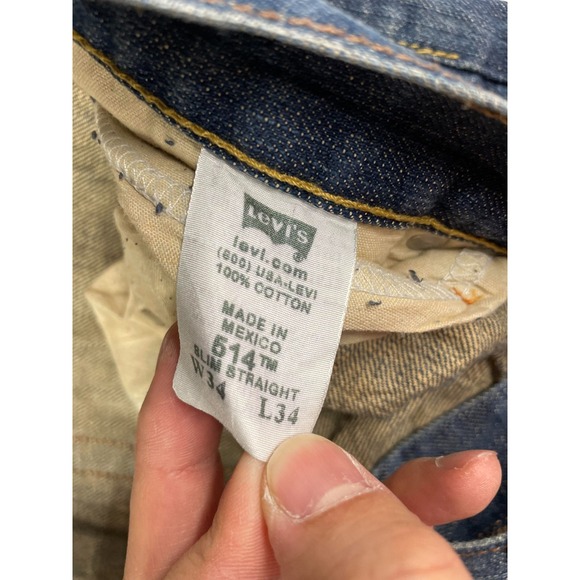 Levi's
®
levi.com
(800) USA-LEVI
100% COTTON
MADE IN
MEXICO
514™
SLIM STRAIGHT
W34 L34